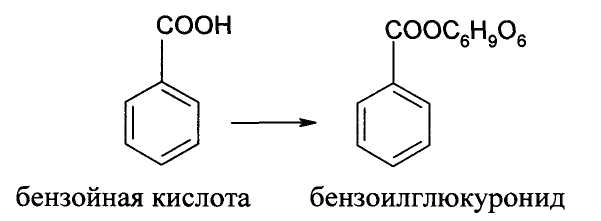 COOH COOC₆H₉O₆
бензойная кислота бензоилглюкуронид